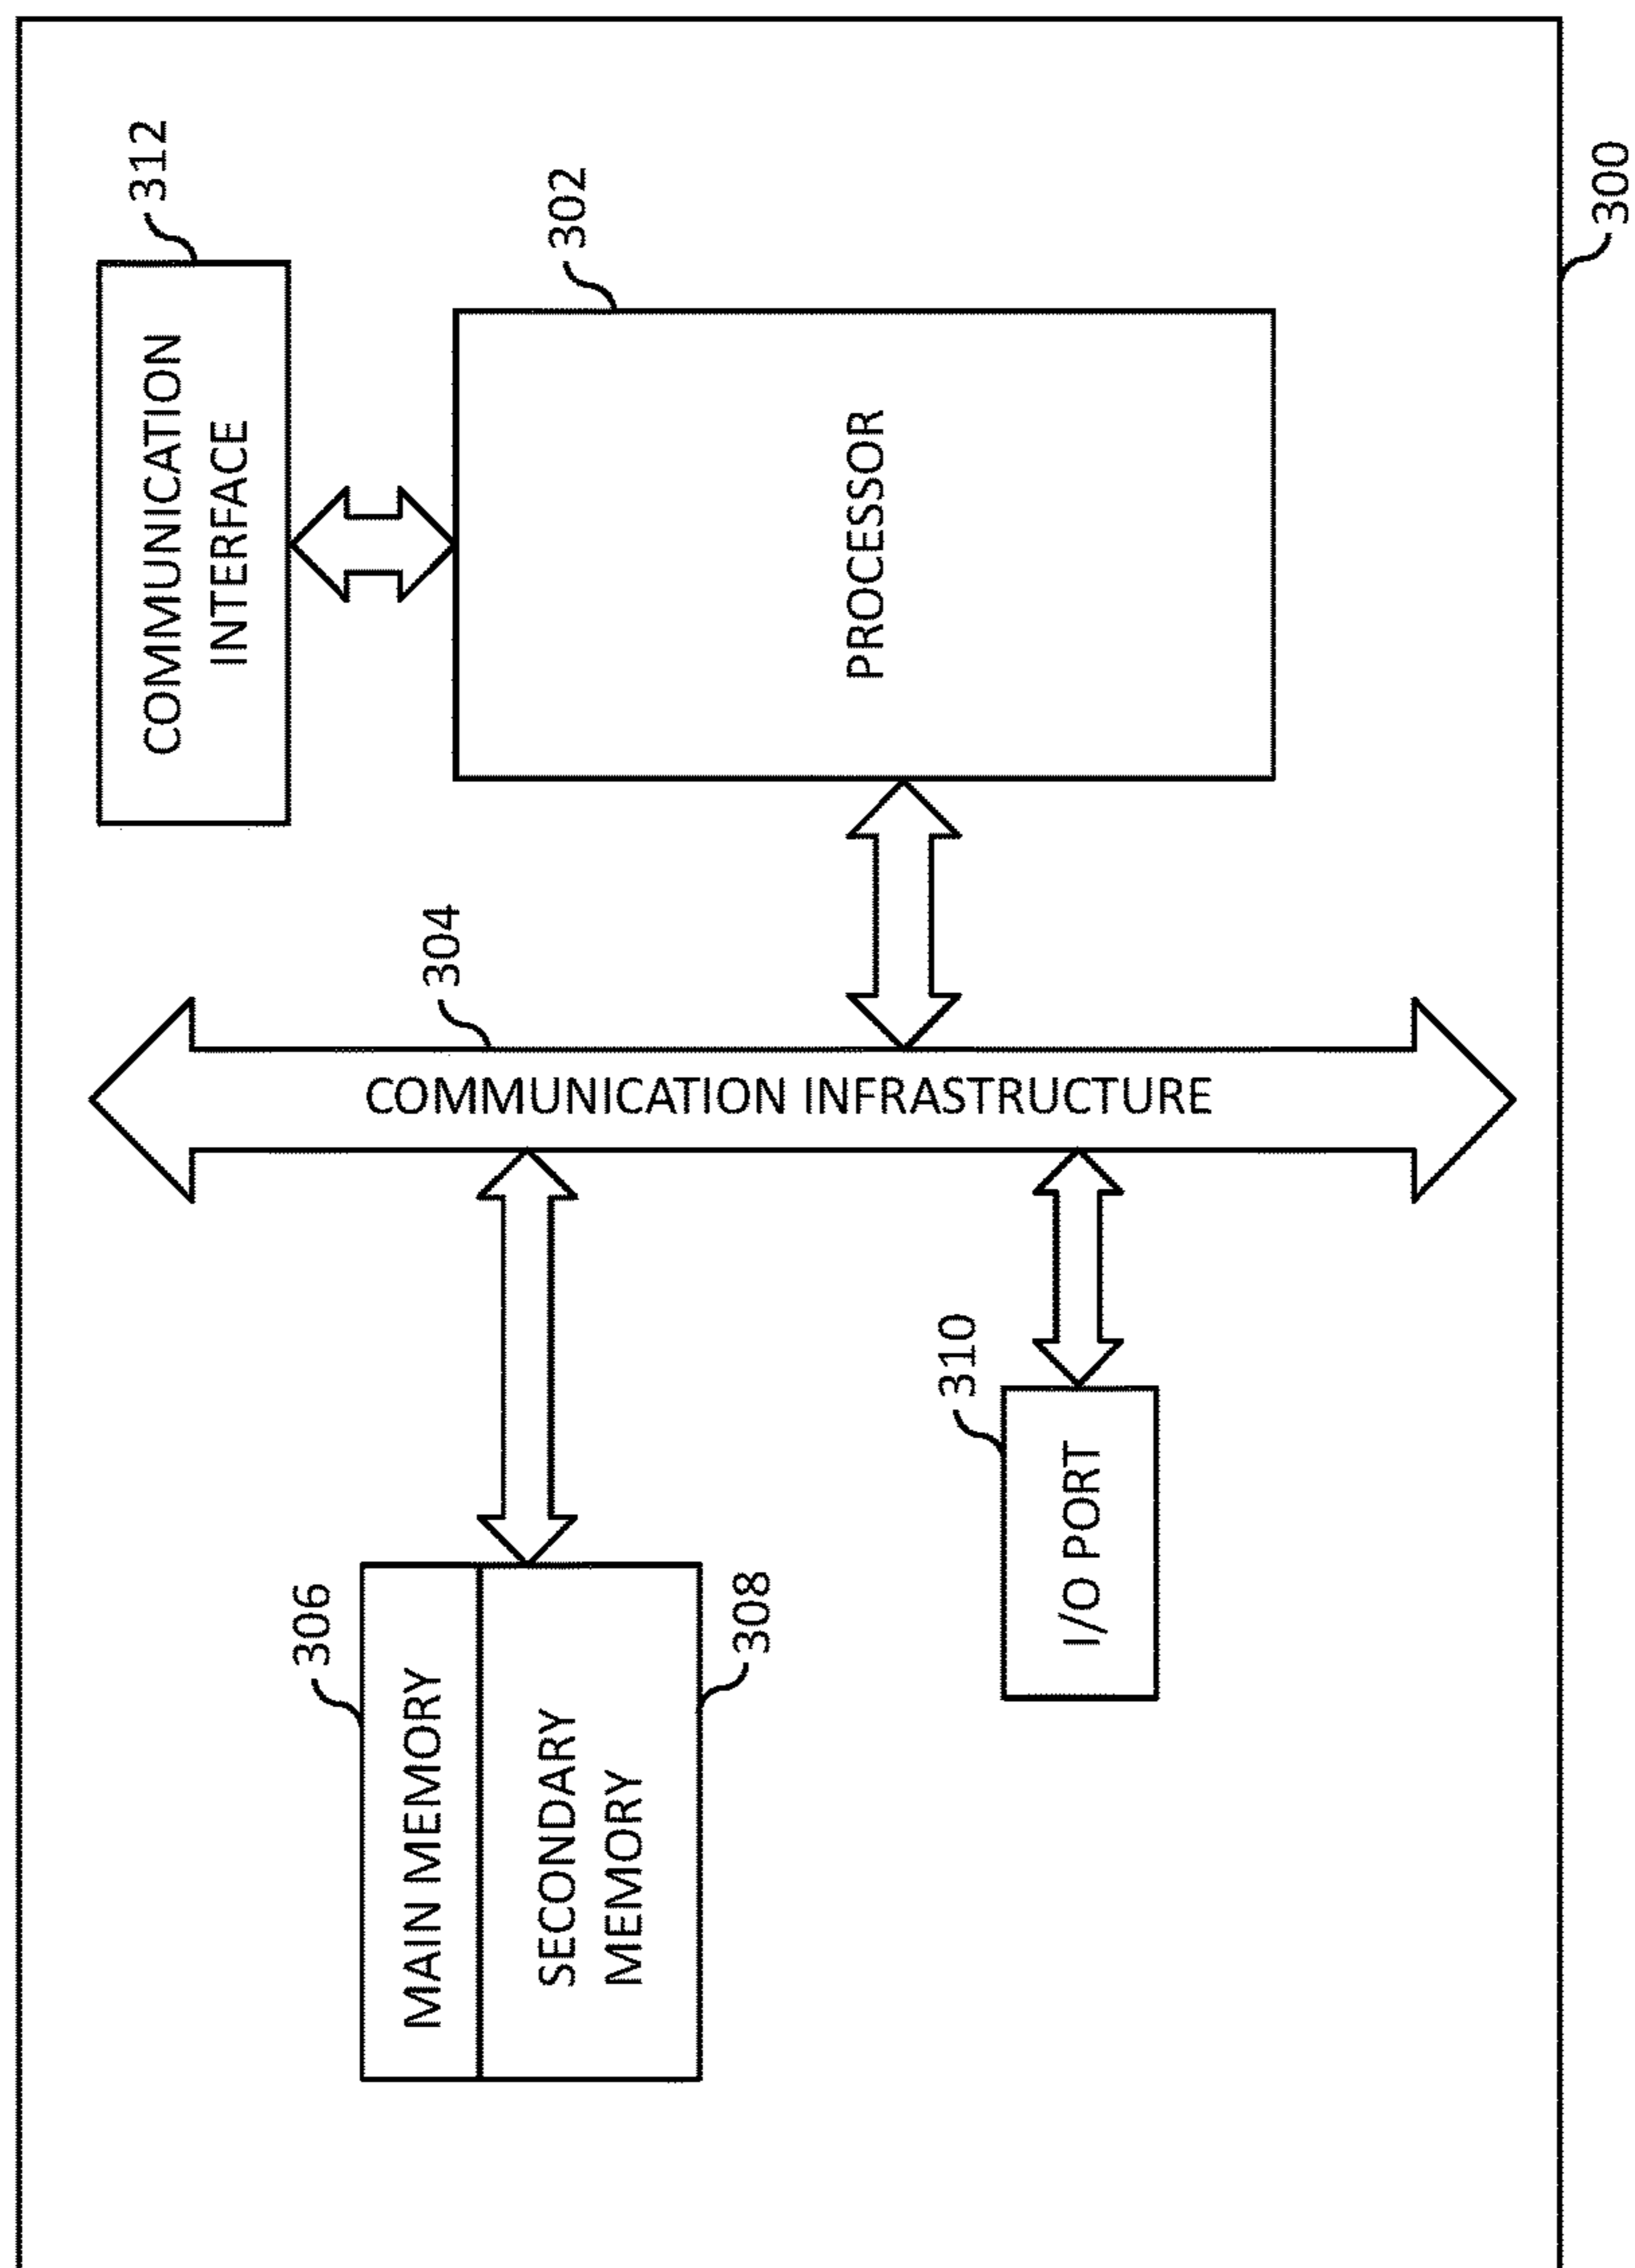 312
COMMUNICATION
INTERFACE
302
PROCESSOR
300
304
COMMUNICATION INFRASTRUCTURE
306
MAIN MEMORY
SECONDARY
MEMORY
308
310
I/O PORT